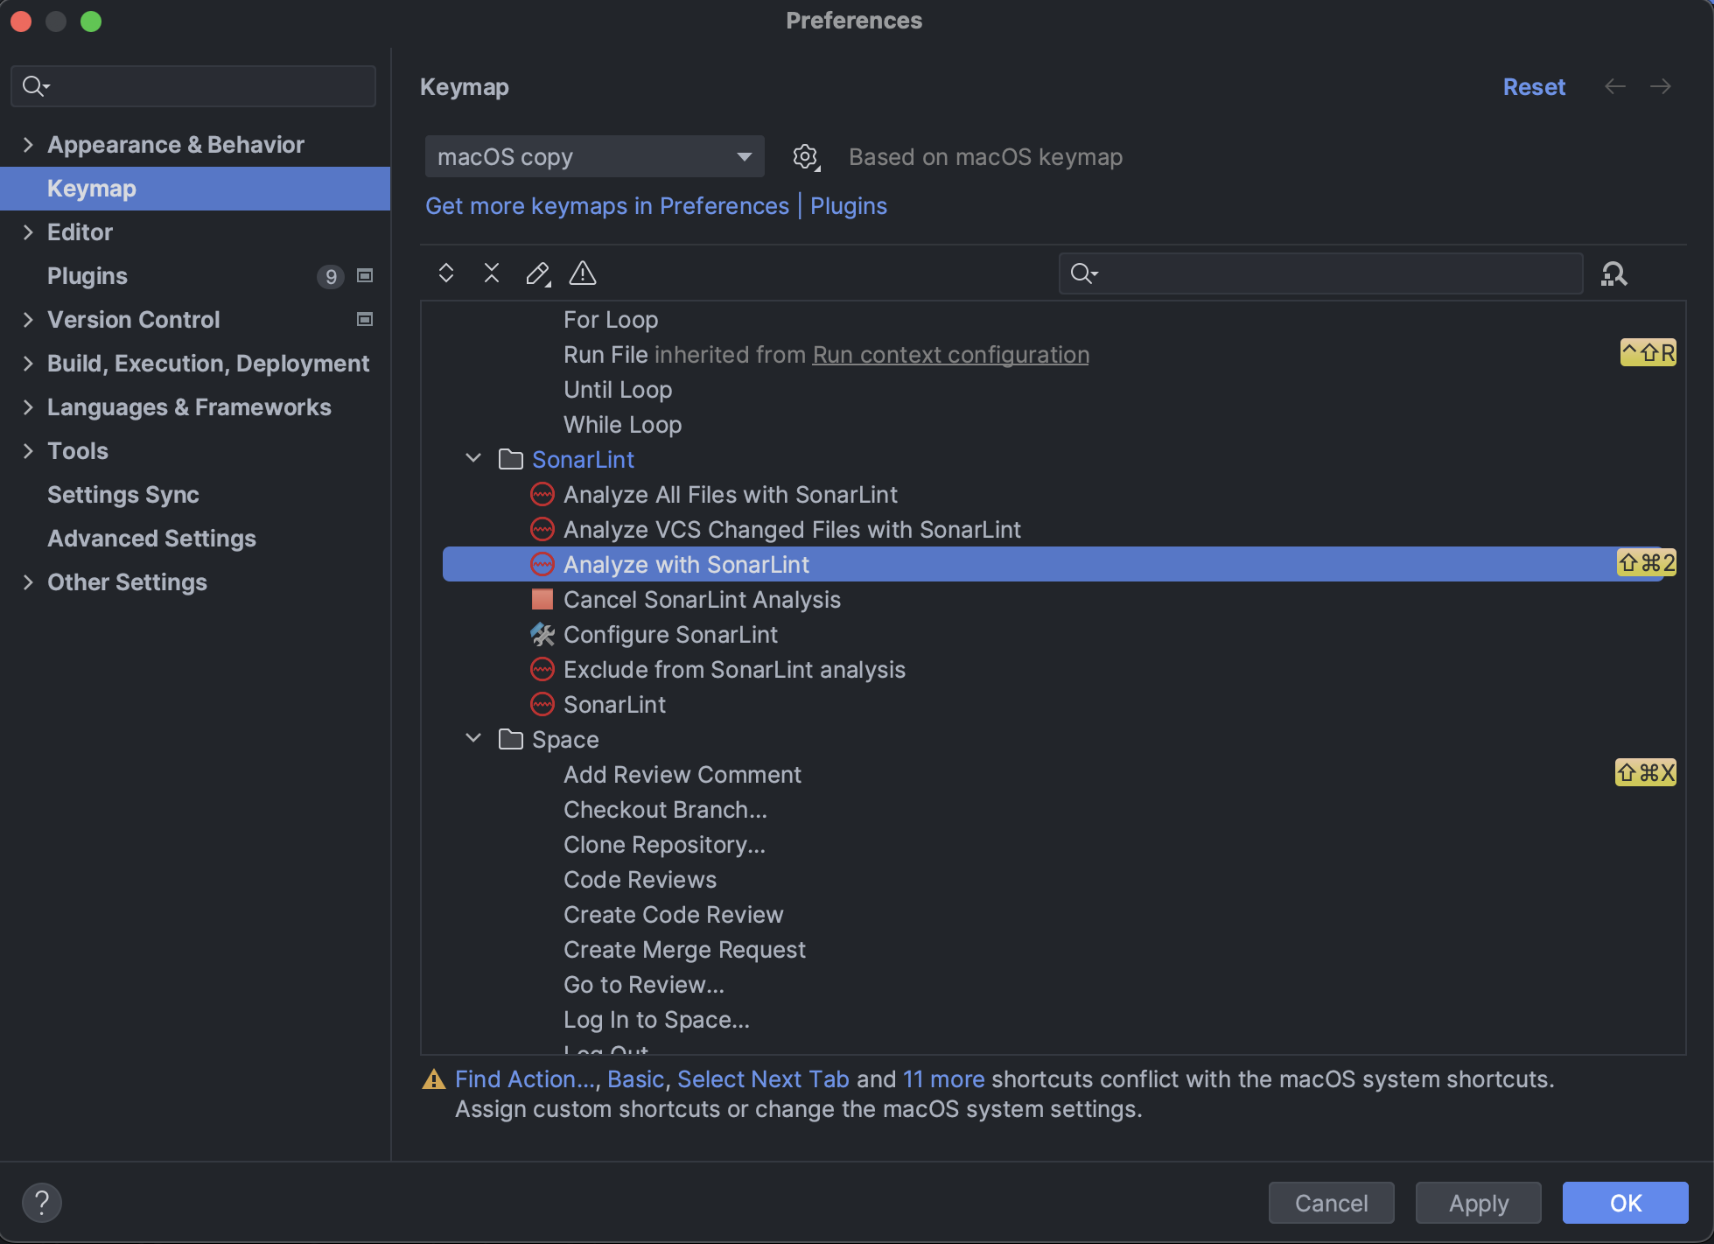 Preferences
Appearance & Behavior
Keymap
Editor
Plugins 9
Version Control
Build, Execution, Deployment
Languages & Frameworks
Tools
Settings Sync
Advanced Settings
Other Settings
Keymap
Reset
macOS copy
Based on macOS keymap
Get more keymaps in Preferences | Plugins
For Loop
Run File inherited from Run context configuration ^⇧R
Until Loop
While Loop
SonarLint
Analyze All Files with SonarLint
Analyze VCS Changed Files with SonarLint
Analyze with SonarLint ⇧⌘2
Cancel SonarLint Analysis
Configure SonarLint
Exclude from SonarLint analysis
SonarLint
Space
Add Review Comment ⇧⌘X
Checkout Branch...
Clone Repository...
Code Reviews
Create Code Review
Create Merge Request
Go to Review...
Log In to Space...
Log Out
Find Action..., Basic, Select Next Tab and 11 more shortcuts conflict with the macOS system shortcuts.
Assign custom shortcuts or change the macOS system settings.
?
Cancel
Apply
OK